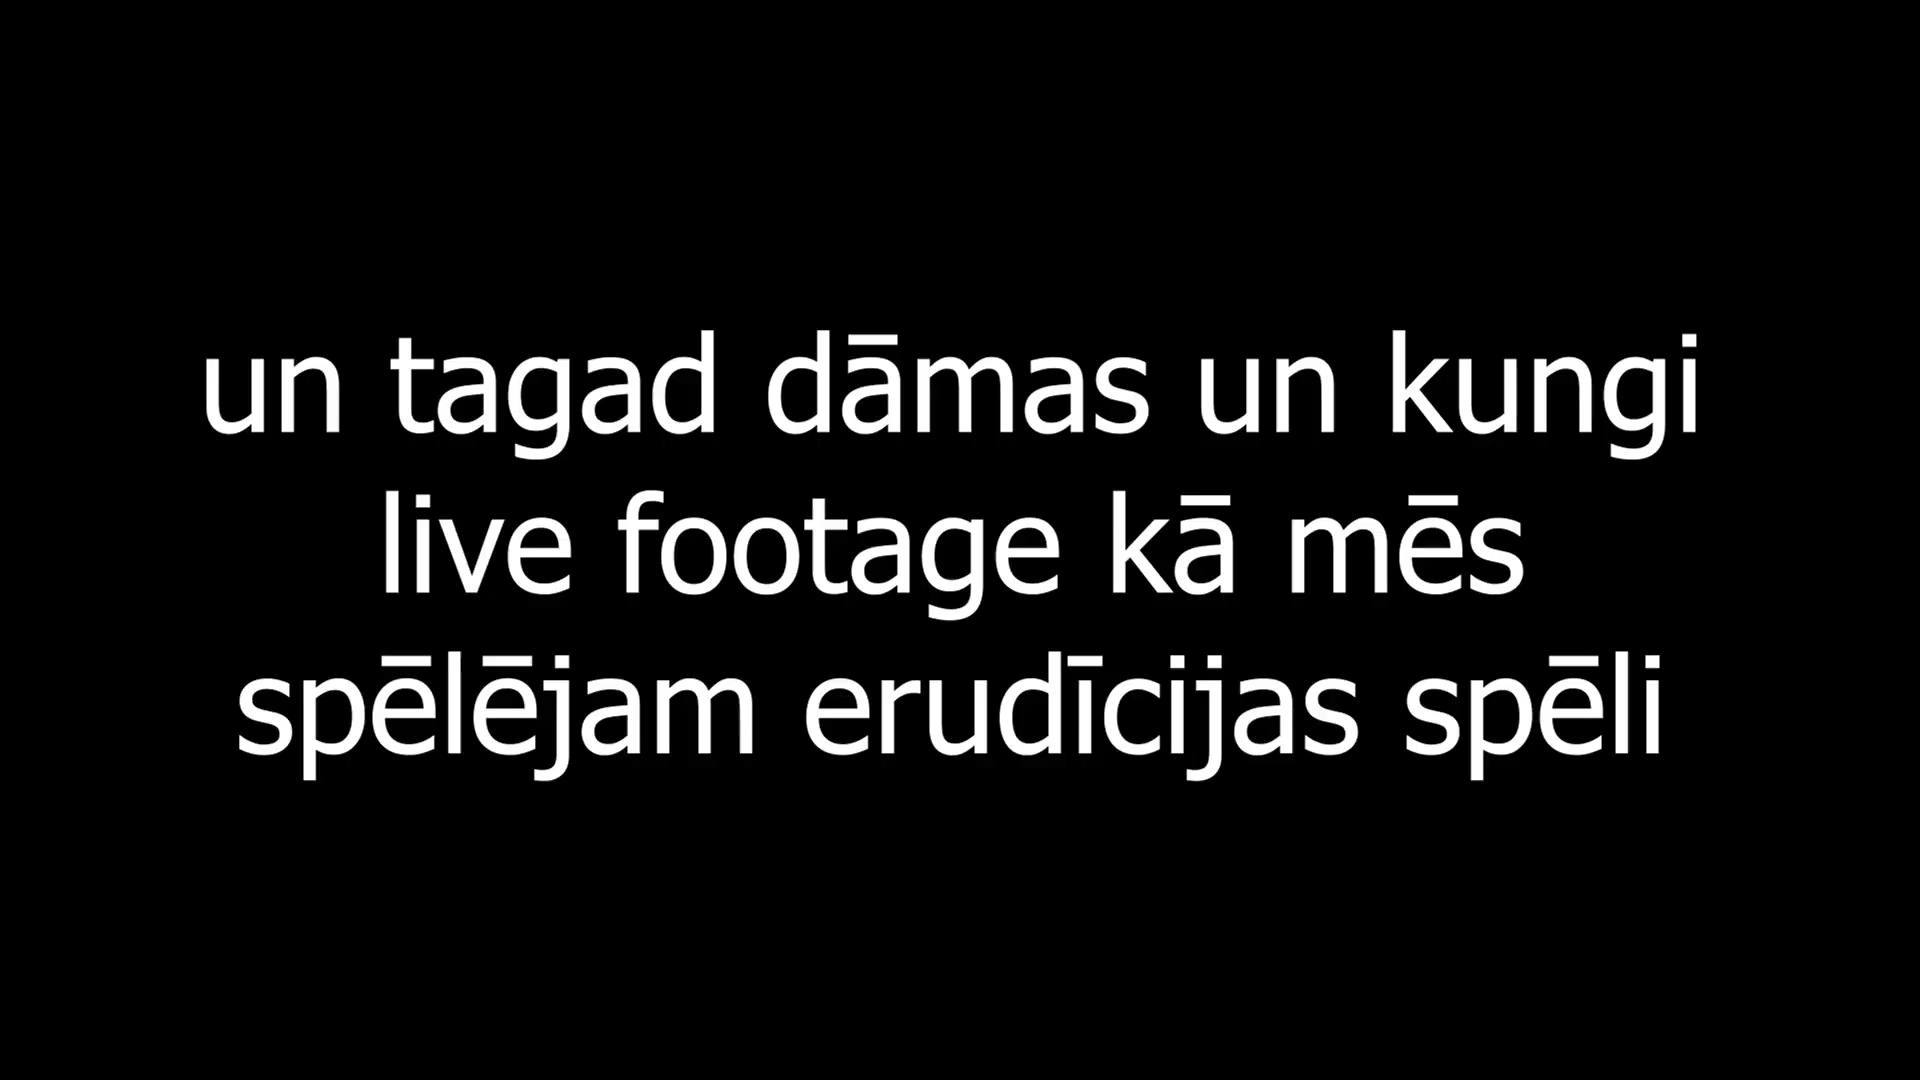 un tagad dāmas un kungi
live footage kā mēs
spēlējam erudīcijas spēli